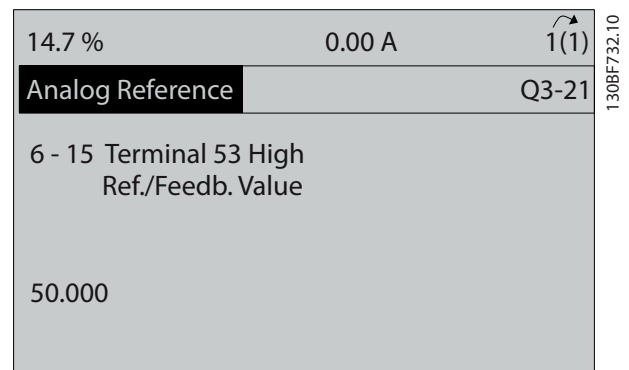 14.7 % 0.00 A 1(1)
Analog Reference Q3-21
6 - 15 Terminal 53 High
Ref./Feedb. Value
50.000
130BF732.10